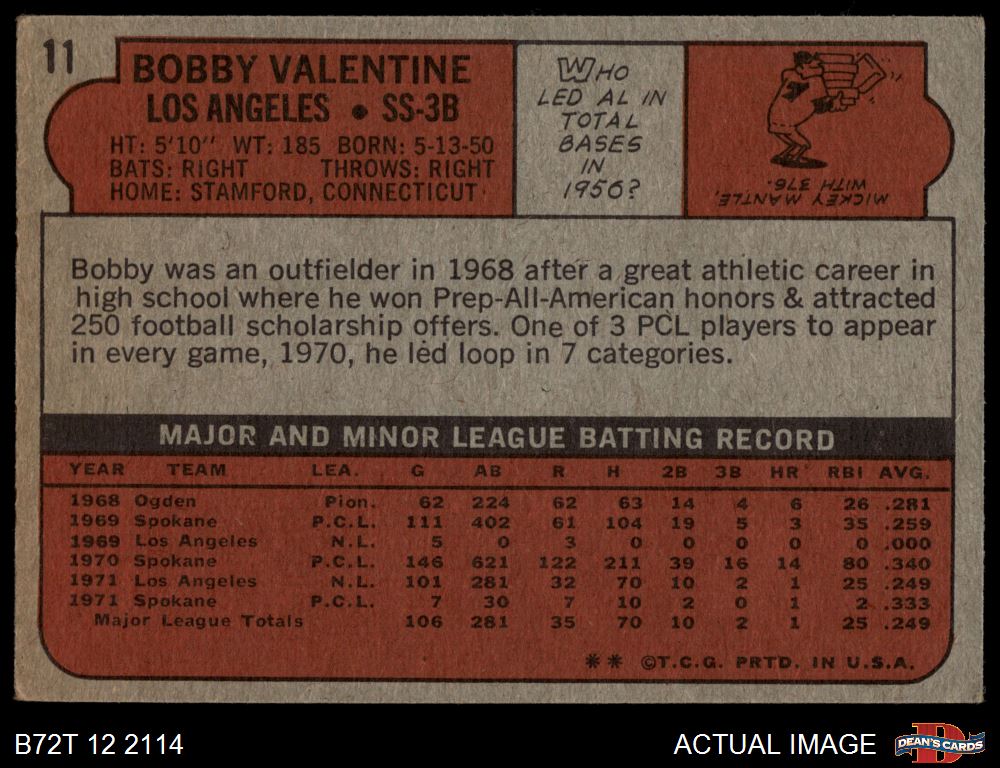 11
BOBBY VALENTINE
LOS ANGELES • SS-3B
HT: 5'10" WT: 185 BORN: 5-13-50
BATS: RIGHT THROWS: RIGHT
HOME: STAMFORD, CONNECTICUT
WHO
LED AL IN
TOTAL
BASES
IN
1956?
MICKEY MANTLE,
WITH 376.
Bobby was an outfielder in 1968 after a great athletic career in
high school where he won Prep-All-American honors & attracted
250 football scholarship offers. One of 3 PCL players to appear
in every game, 1970, he led loop in 7 categories.
MAJOR AND MINOR LEAGUE BATTING RECORD
YEAR TEAM LEA. G AB R H 2B 3B HR RBI AVG.
1968 Ogden Pion. 62 224 62 63 14 4 6 26 .281
1969 Spokane P.C.L. 111 402 61 104 19 5 3 35 .259
1969 Los Angeles N.L. 5 0 3 0 0 0 0 0 .000
1970 Spokane P.C.L. 146 621 122 211 39 16 14 80 .340
1971 Los Angeles N.L. 101 281 32 70 10 2 1 25 .249
1971 Spokane P.C.L. 7 30 7 10 2 0 1 2 .333
Major League Totals 106 281 35 70 10 2 1 25 .249
** ©T.C.G. PRTD. IN U.S.A.
B72T 12 2114
ACTUAL IMAGE
D
DEAN'S CARDS